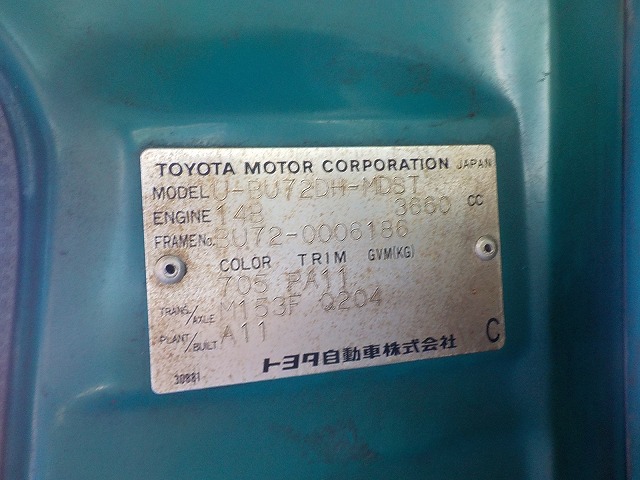 TOYOTA MOTOR CORPORATION JAPAN
MODEL U-BU72DH-MDST
ENGINE 14B 3660 CC
FRAME No. BU72-0006186
COLOR TRIM GVM(KG)
705 PA11
TRANS./AXLE M153F Q204
PLANT/BUILT A11
トヨタ自動車株式会社 C
30881